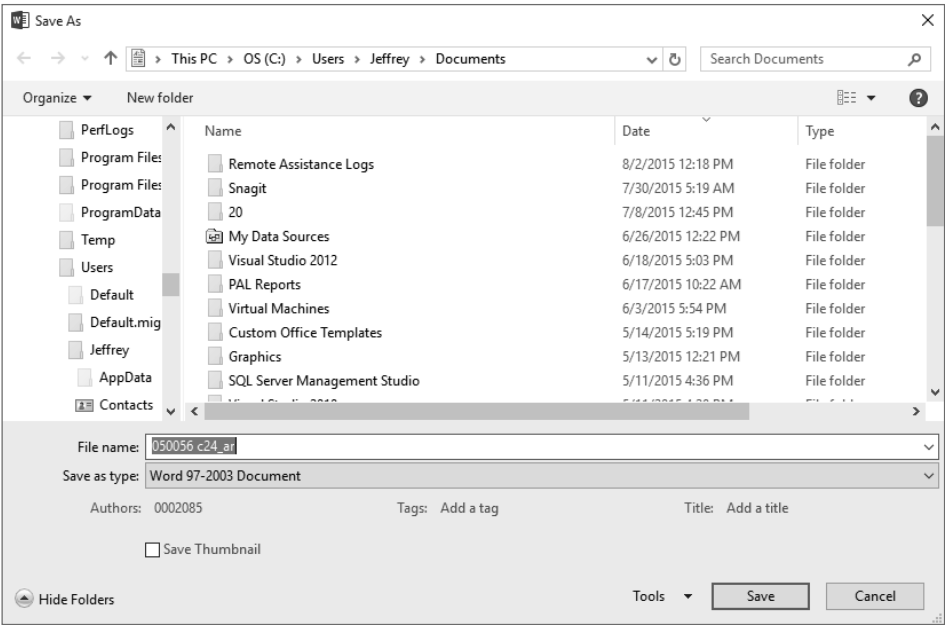 Save As
This PC > OS (C:) > Users > Jeffrey > Documents
Search Documents
Organize New folder
PerfLogs
Program Files
Program Files
ProgramData
Temp
Users
Default
Default.mig
Jeffrey
AppData
Contacts
Name Date Type
Remote Assistance Logs 8/2/2015 12:18 PM File folder
Snagit 7/30/2015 5:19 AM File folder
20 7/8/2015 12:45 PM File folder
My Data Sources 6/26/2015 12:22 PM File folder
Visual Studio 2012 6/18/2015 5:03 PM File folder
PAL Reports 6/17/2015 10:22 AM File folder
Virtual Machines 6/3/2015 5:54 PM File folder
Custom Office Templates 5/14/2015 5:19 PM File folder
Graphics 5/13/2015 12:21 PM File folder
SQL Server Management Studio 5/11/2015 4:36 PM File folder
File name: 050056 c24_ar
Save as type: Word 97-2003 Document
Authors: 0002085 Tags: Add a tag Title: Add a title
Save Thumbnail
Hide Folders Tools Save Cancel